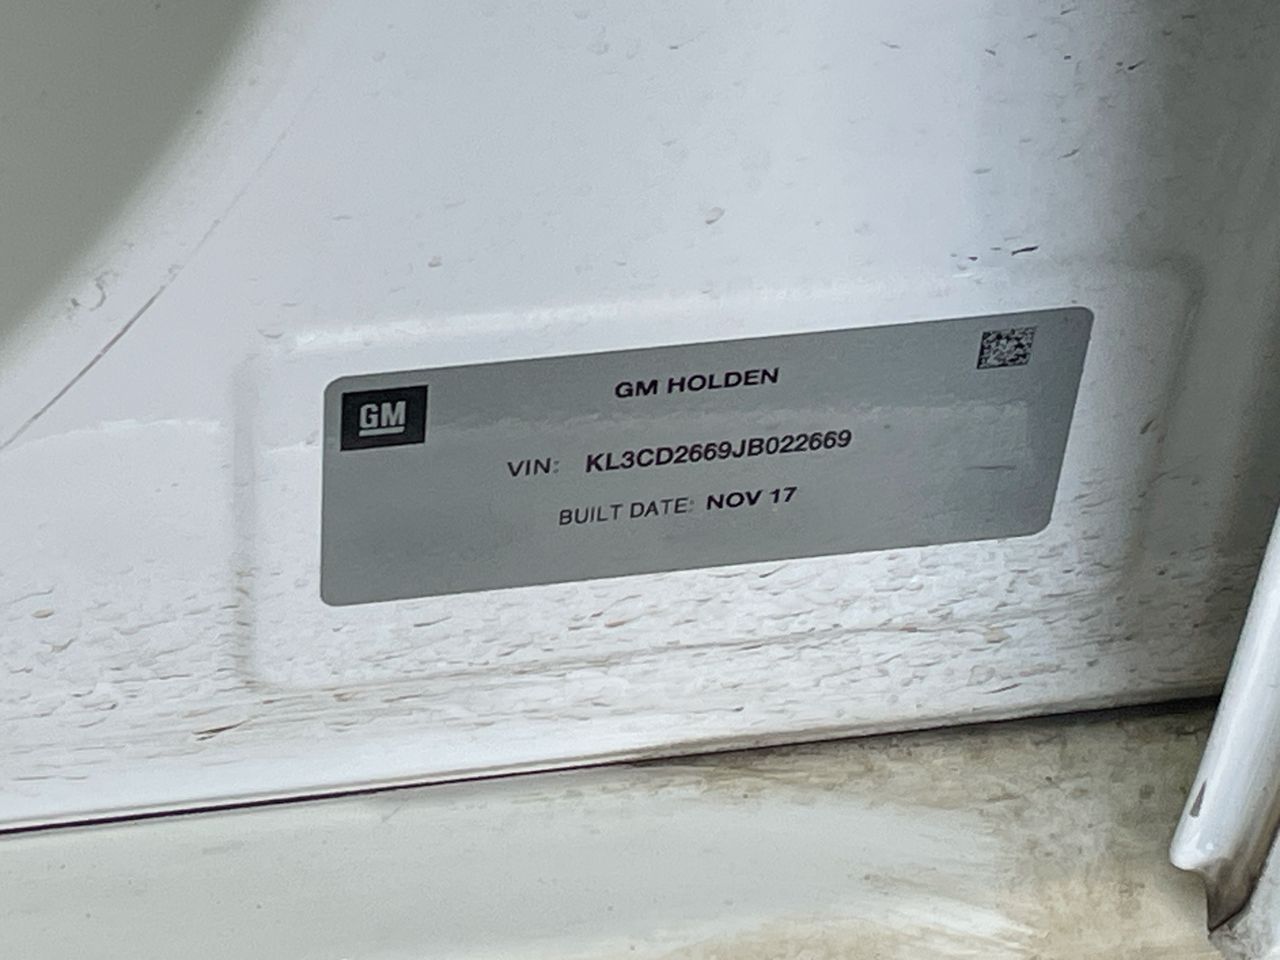 GM HOLDEN
GM
VIN: KL3CD2669JB022669
BUILT DATE: NOV 17